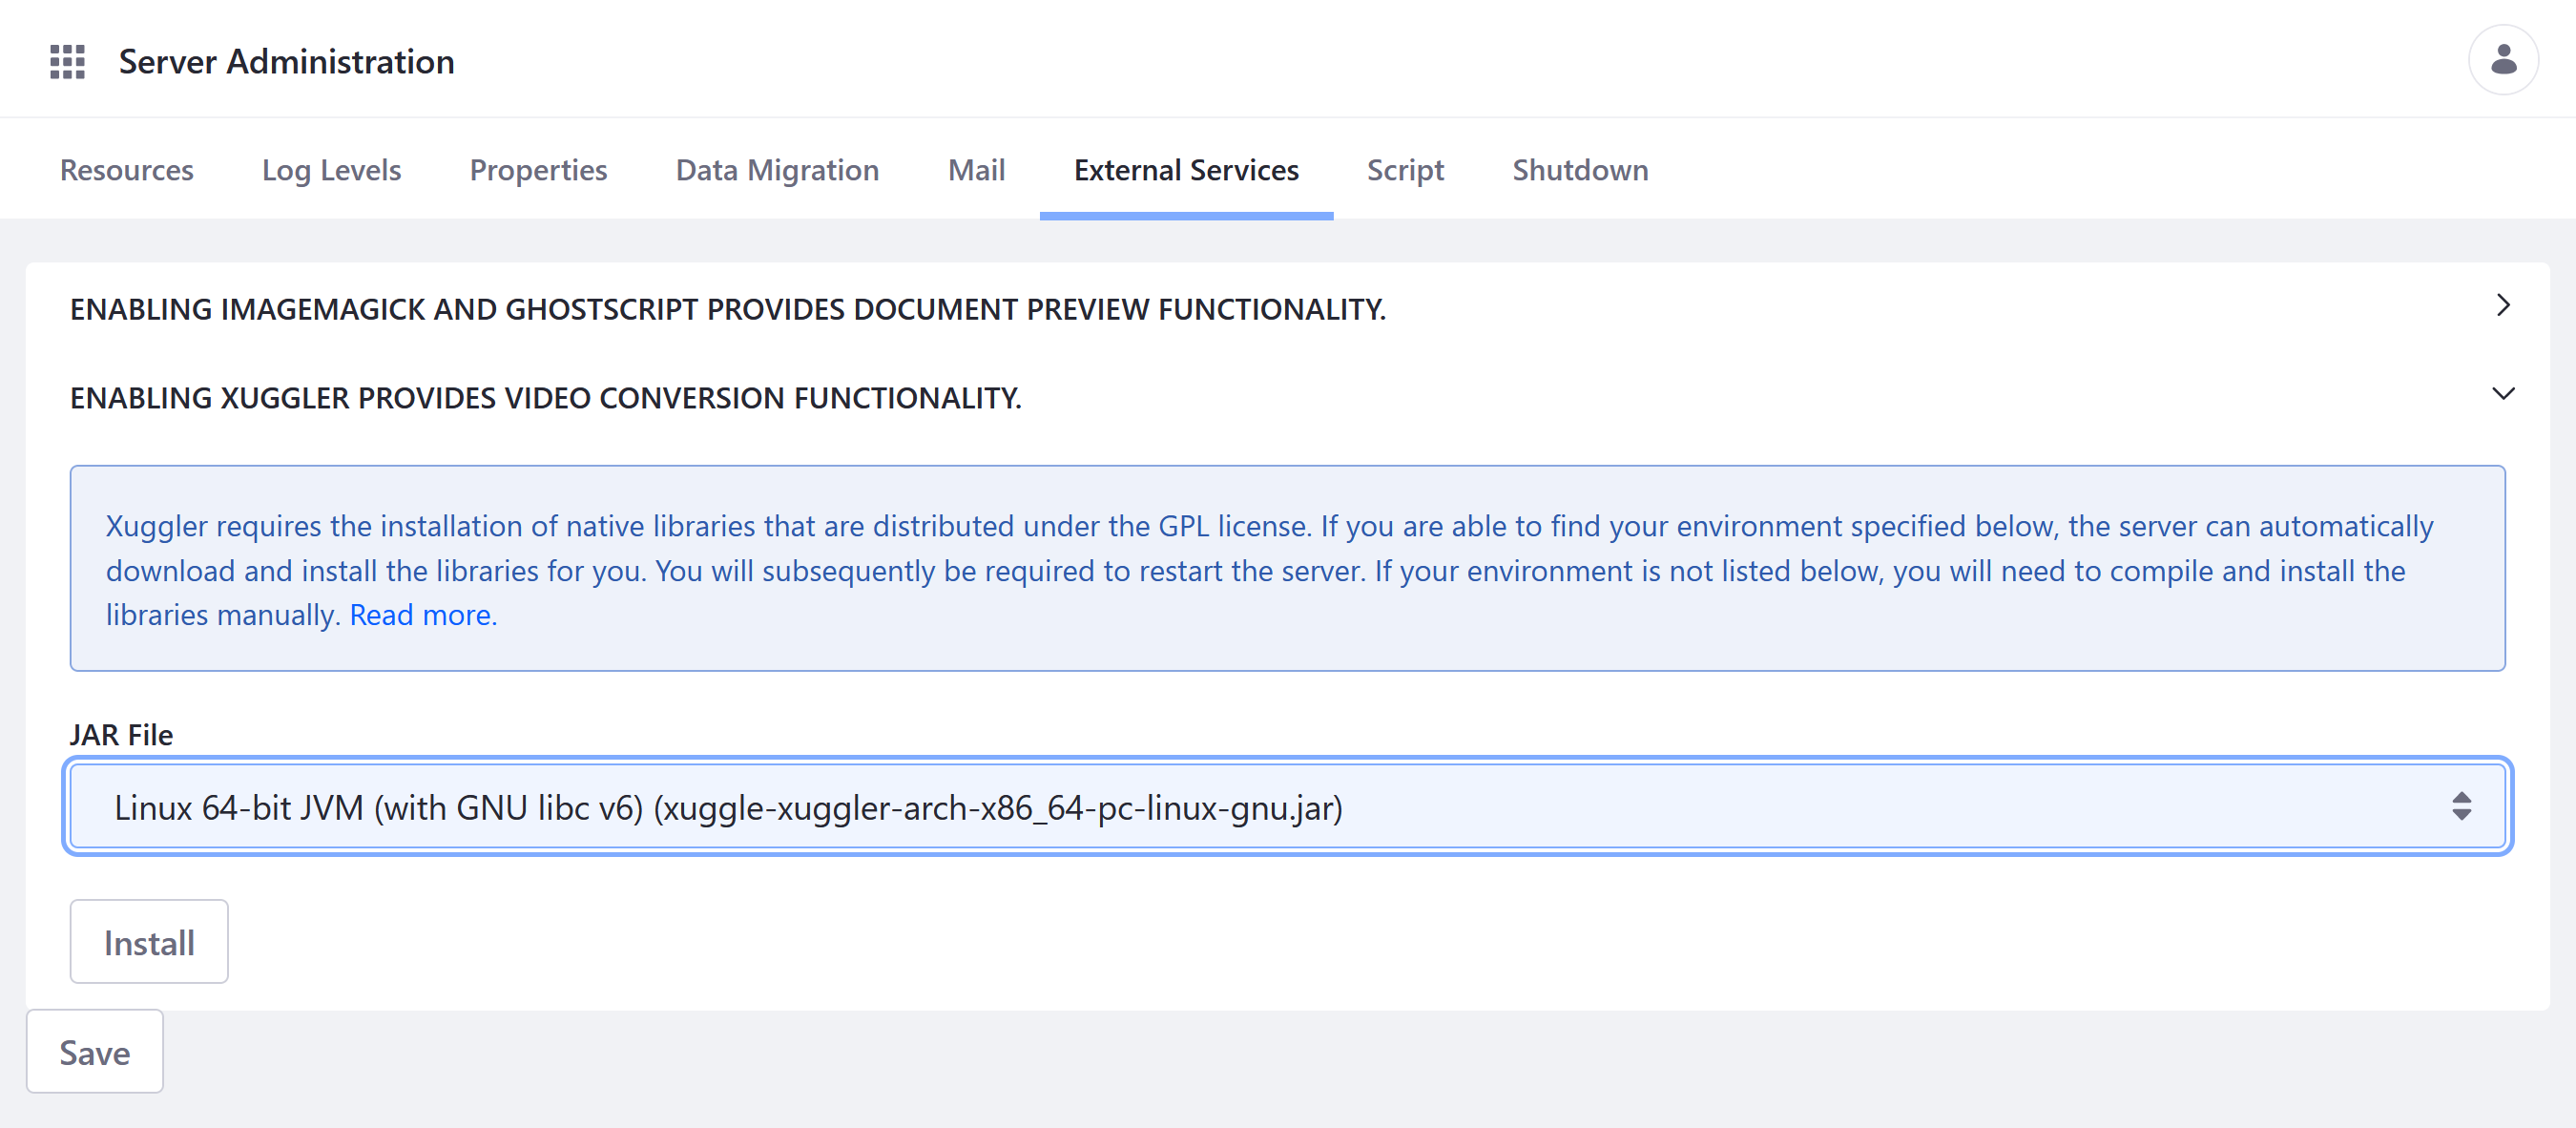 Server Administration
Resources Log Levels Properties Data Migration Mail External Services Script Shutdown
ENABLING IMAGEMAGICK AND GHOSTSCRIPT PROVIDES DOCUMENT PREVIEW FUNCTIONALITY.
ENABLING XUGGLER PROVIDES VIDEO CONVERSION FUNCTIONALITY.
Xuggler requires the installation of native libraries that are distributed under the GPL license. If you are able to find your environment specified below, the server can automatically
download and install the libraries for you. You will subsequently be required to restart the server. If your environment is not listed below, you will need to compile and install the
libraries manually. Read more.
JAR File
Linux 64-bit JVM (with GNU libc v6) (xuggle-xuggler-arch-x86_64-pc-linux-gnu.jar)
Install
Save